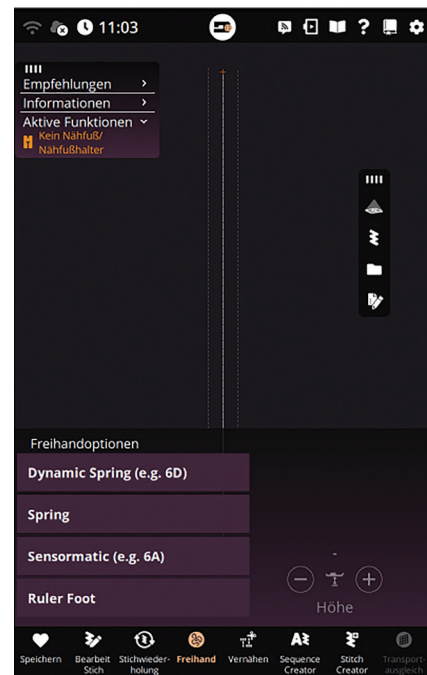 11:03
Empfehlungen
Informationen
Aktive Funktionen
Kein Nähfuß/
Nähfußhalter
Freihandoptionen
Dynamic Spring (e.g. 6D)
Spring
Sensormatic (e.g. 6A)
Ruler Foot
-
Höhe
Speichern
Bearbeit
Stich
Stichwieder-
holung
Freihand
Vernähen
Sequence
Creator
Stitch
Creator
Transport-
ausgleich